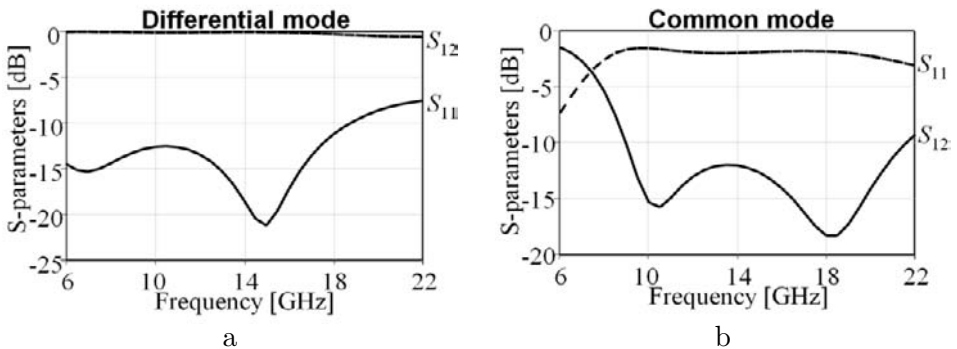 Differential mode
0
-5
-10
-15
-20
-25
S-parameters [dB]
S12
S11
6 10 14 18 22
Frequency [GHz]
a
Common mode
0
-5
-10
-15
-20
S-parameters [dB]
S11
S12
6 10 14 18 22
Frequency [GHz]
b